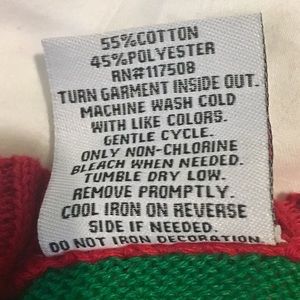 55%COTTON
45%POLYESTER
RN#117508
TURN GARMENT INSIDE OUT.
MACHINE WASH COLD
WITH LIKE COLORS.
GENTLE CYCLE.
ONLY NON-CHLORINE
BLEACH WHEN NEEDED.
TUMBLE DRY LOW.
REMOVE PROMPTLY.
COOL IRON ON REVERSE
SIDE IF NEEDED.
DO NOT IRON DECORATION.